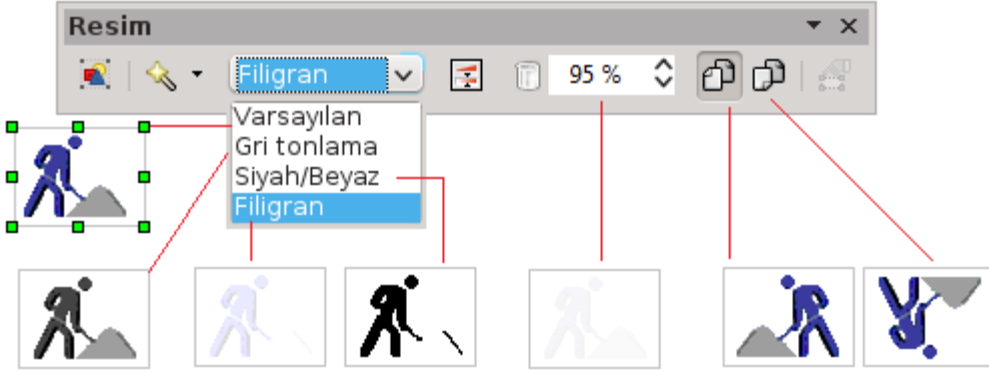 Resim
Filigran
95 %
Varsayılan
Gri tonlama
Siyah/Beyaz
Filigran